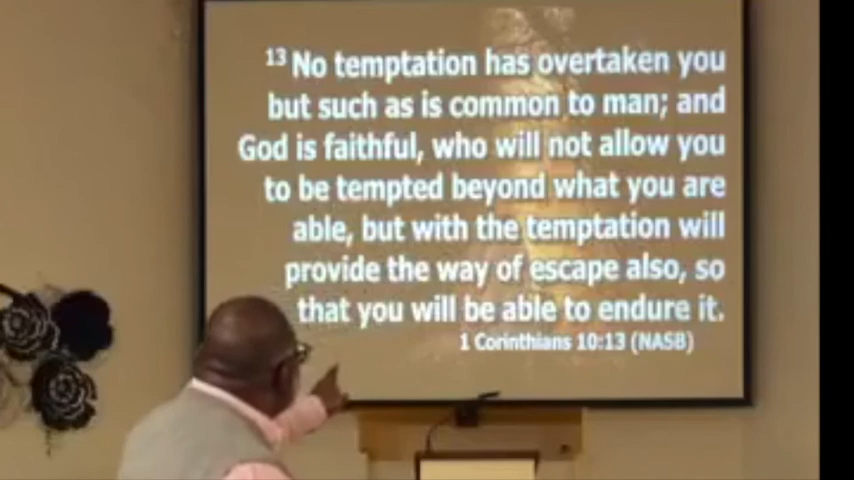 13 No temptation has overtaken you
but such as is common to man; and
God is faithful, who will not allow you
to be tempted beyond what you are
able, but with the temptation will
provide the way of escape also, so
that you will be able to endure it.
1 Corinthians 10:13 (NASB)